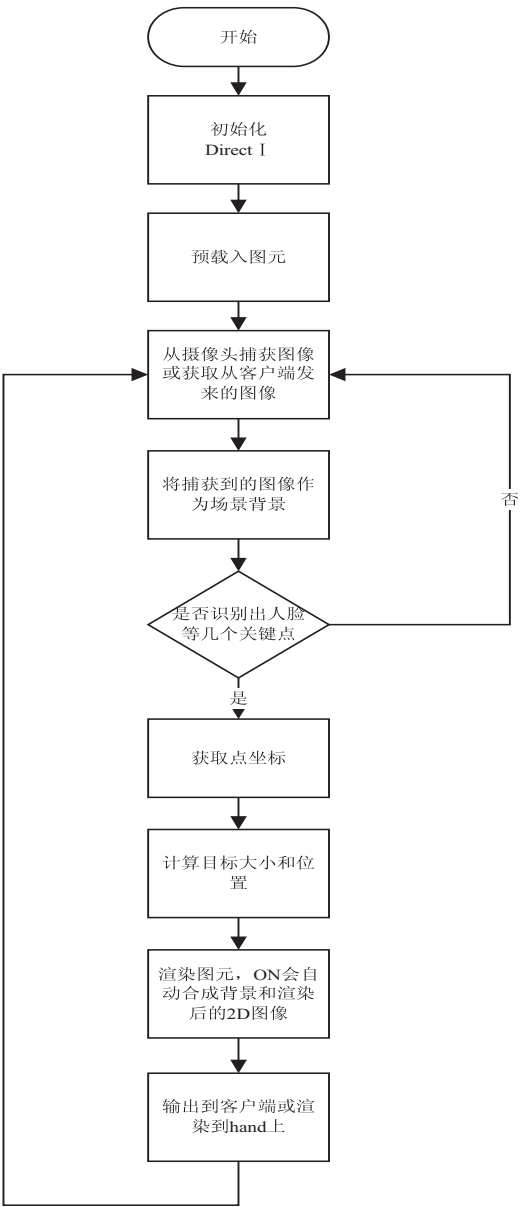 开始
初始化
DirectⅠ
预载入图元
从摄像头捕获图像
或获取从客户端发
来的图像
将捕获到的图像作
为场景背景
否
是否识别出人脸
等几个关键点
是
获取点坐标
计算目标大小和位
置
渲染图元，ON会自
动合成背景和渲染
后的2D图像
输出到客户端或渲
染到hand上